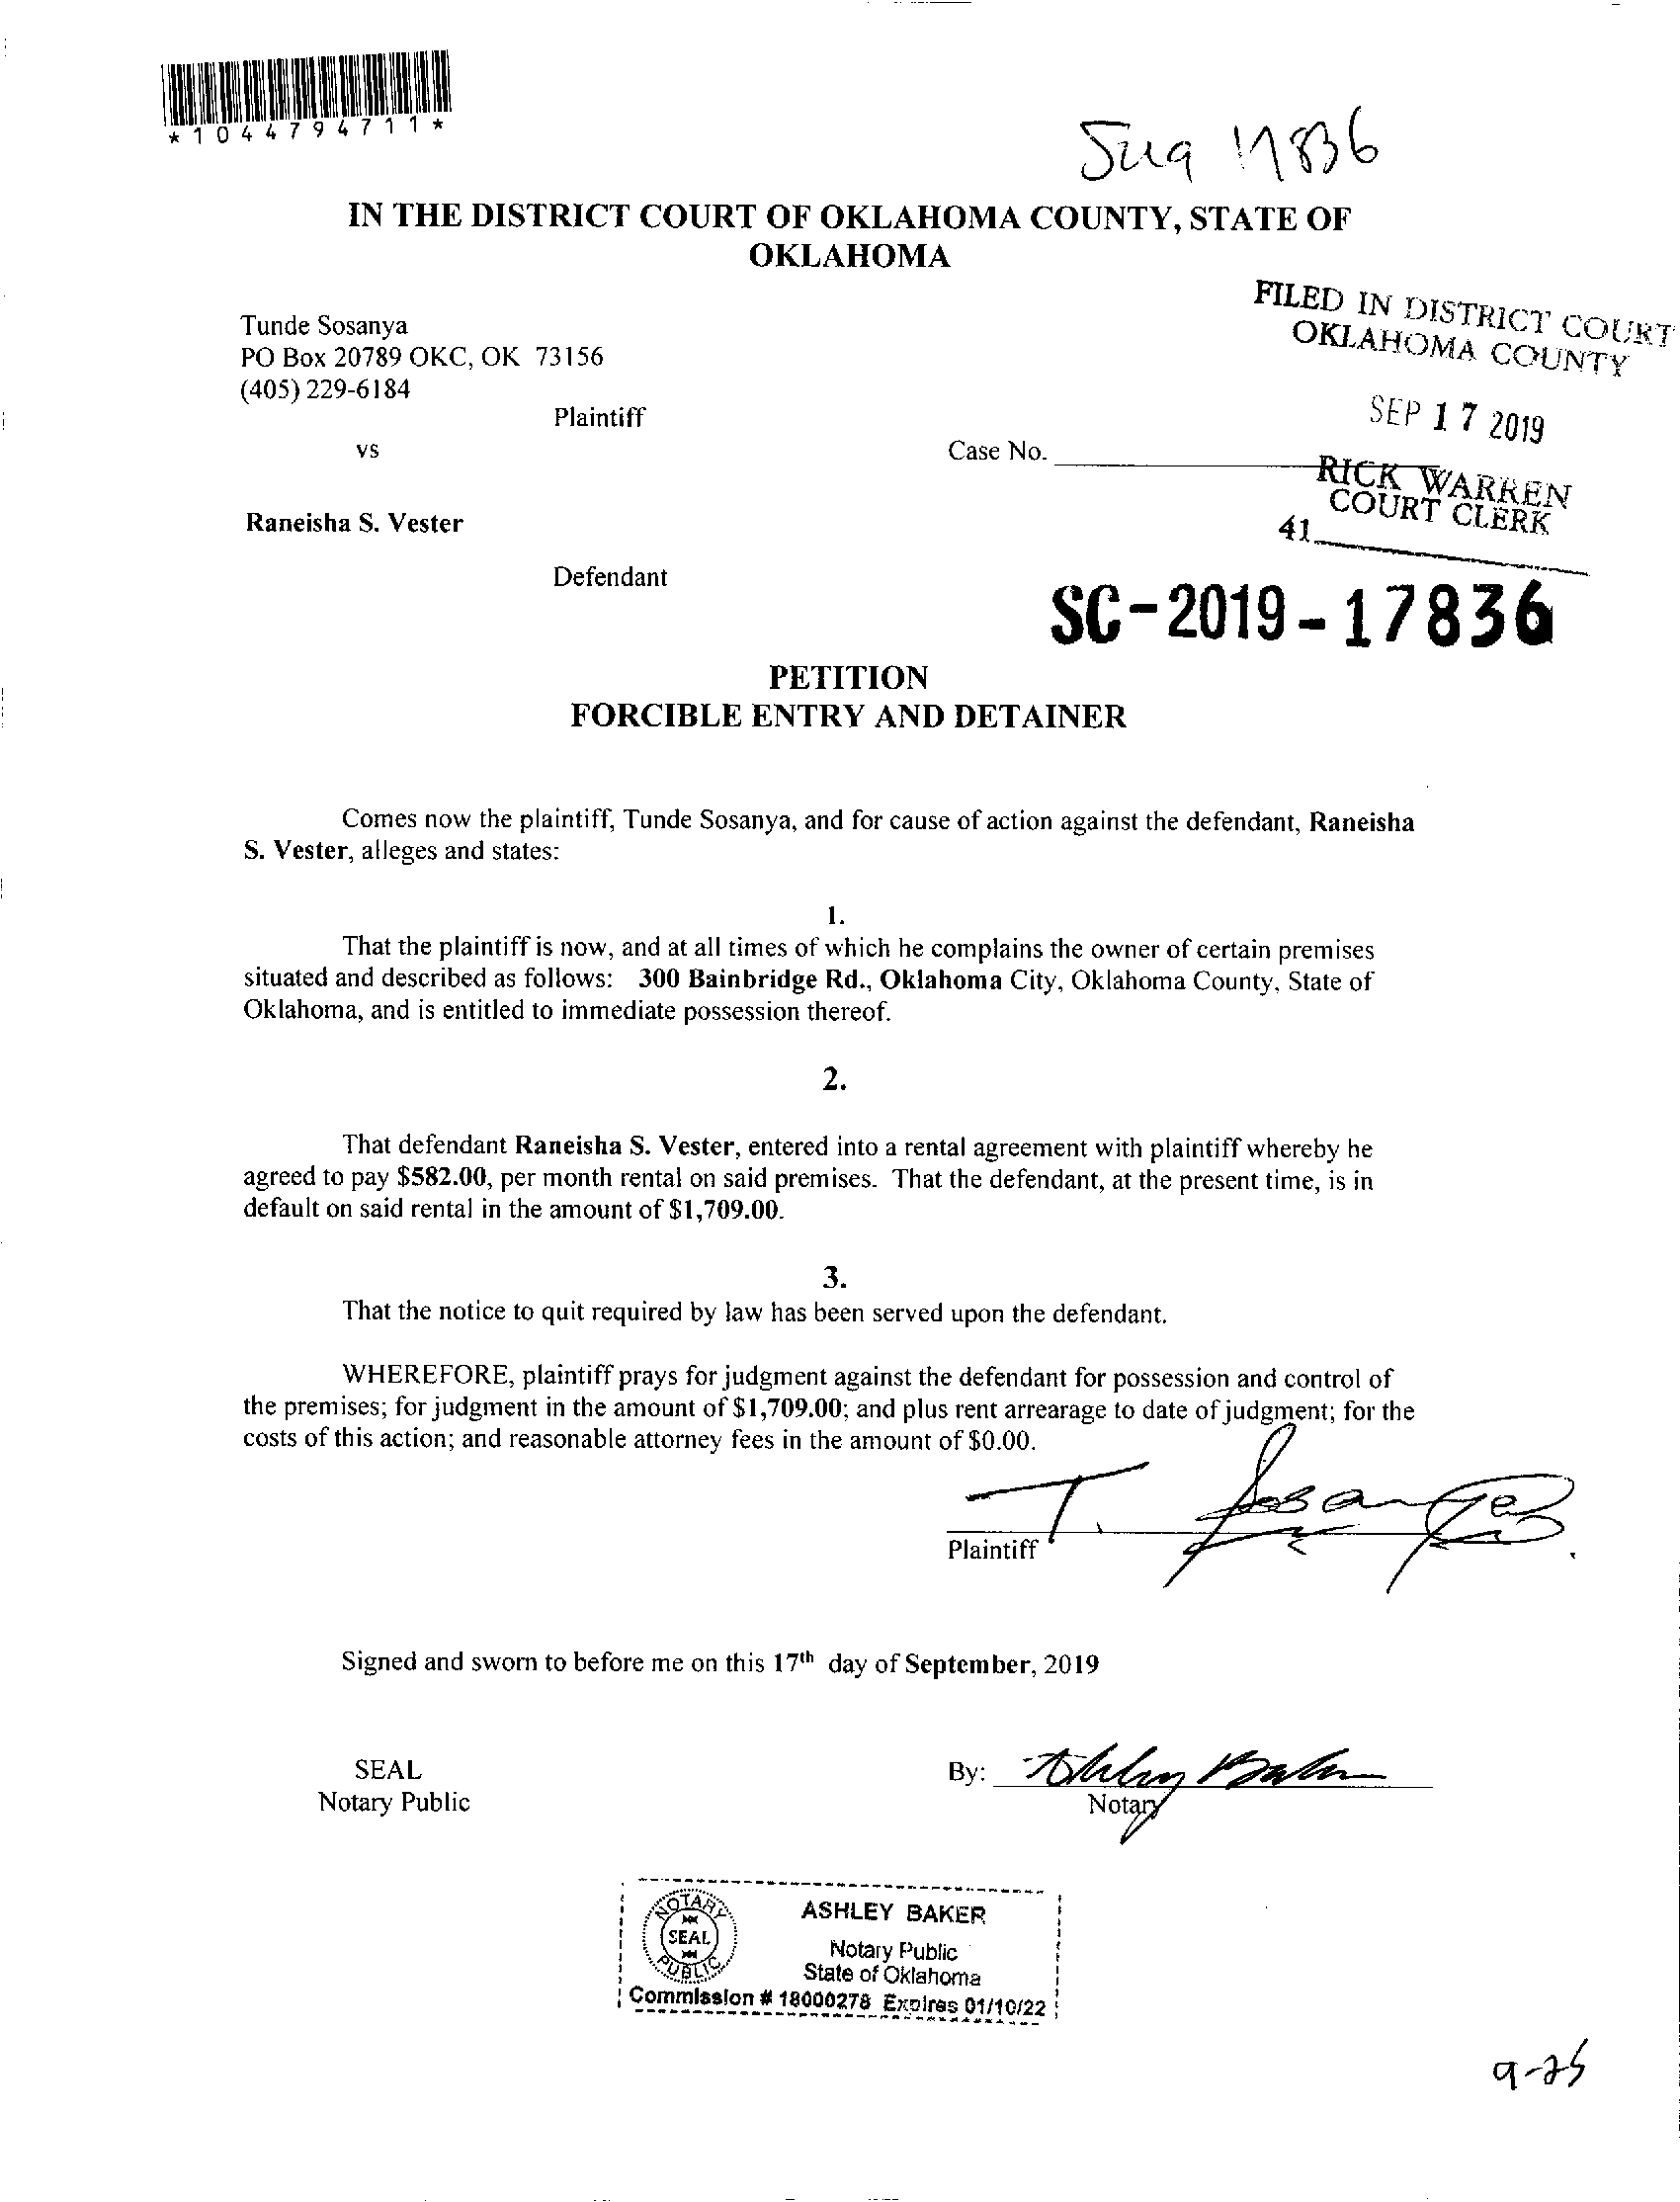 *1044794711*
17836
IN THE DISTRICT COURT OF OKLAHOMA COUNTY, STATE OF
OKLAHOMA
FILED IN DISTRICT COURT
OKLAHOMA COUNTY
Tunde Sosanya
PO Box 20789 OKC, OK 73156
(405) 229-6184
Plaintiff
SEP 17 2019
vs
Case No.
RICK WARREN
COURT CLERK
41
Raneisha S. Vester
Defendant
SC-2019-17836
PETITION
FORCIBLE ENTRY AND DETAINER
Comes now the plaintiff, Tunde Sosanya, and for cause of action against the defendant, Raneisha
S. Vester, alleges and states:
1.
That the plaintiff is now, and at all times of which he complains the owner of certain premises
situated and described as follows: 300 Bainbridge Rd., Oklahoma City, Oklahoma County, State of
Oklahoma, and is entitled to immediate possession thereof.
2.
That defendant Raneisha S. Vester, entered into a rental agreement with plaintiff whereby he
agreed to pay $582.00, per month rental on said premises. That the defendant, at the present time, is in
default on said rental in the amount of $1,709.00.
3.
That the notice to quit required by law has been served upon the defendant.
WHEREFORE, plaintiff prays for judgment against the defendant for possession and control of
the premises; for judgment in the amount of $1,709.00; and plus rent arrearage to date of judgment; for the
costs of this action; and reasonable attorney fees in the amount of $0.00.
T. Sosanya
Plaintiff
Signed and sworn to before me on this 17th day of September, 2019
SEAL
Notary Public
By: Ashley Baker
Notary
NOTARY
SEAL
PUBLIC
ASHLEY BAKER
Notary Public
State of Oklahoma
Commission # 18000278 Expires 01/10/22
9-25